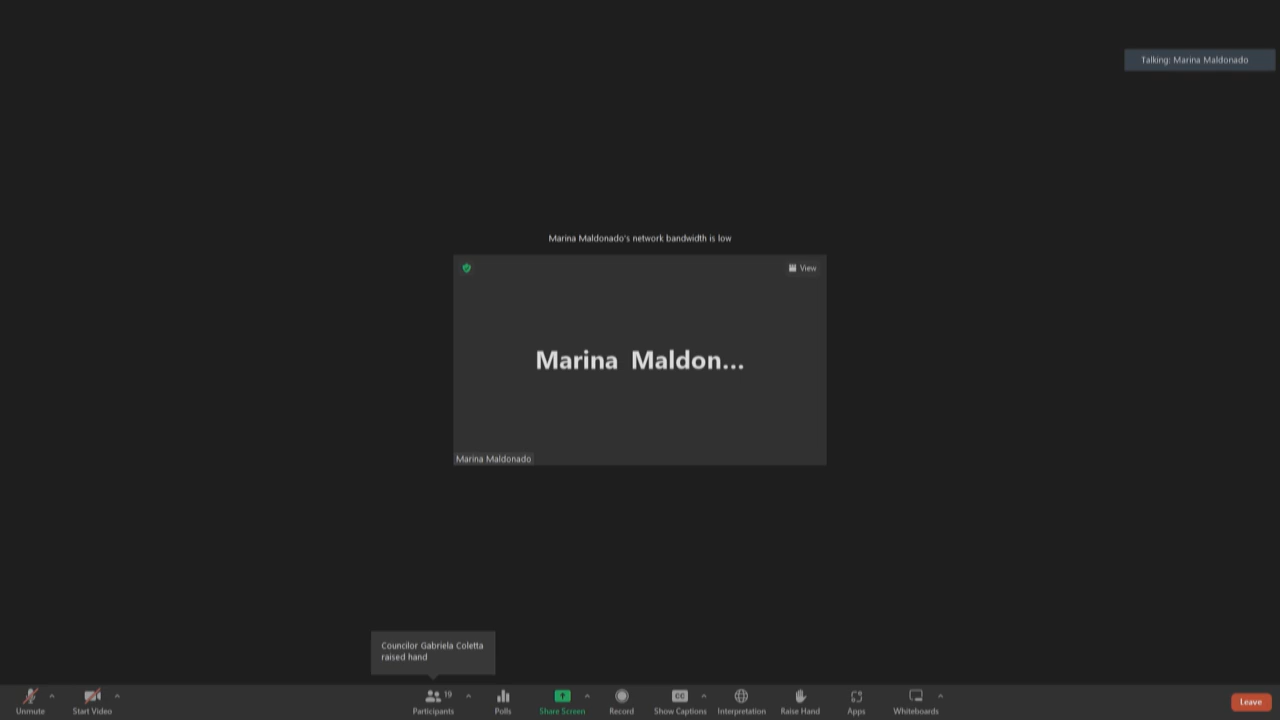 Talking: Marina Maldonado
Marina Maldonado's network bandwidth is low
View
Marina Maldon...
Marina Maldonado
Councilor Gabriela Coletta
raised hand
19
CC
Unmute
Start Video
Participants
Polls
Share Screen
Record
Show Captions
Interpretation
Raise Hand
Apps
Whiteboards
Leave